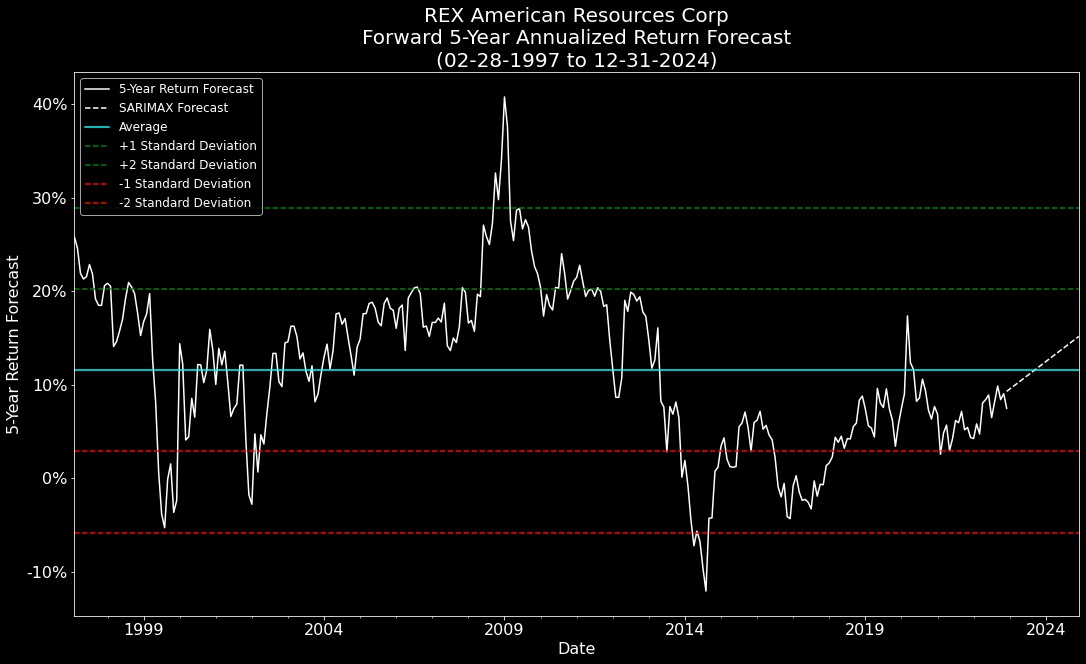 REX American Resources Corp
Forward 5-Year Annualized Return Forecast
(02-28-1997 to 12-31-2024)
5-Year Return Forecast
SARIMAX Forecast
Average
+1 Standard Deviation
+2 Standard Deviation
-1 Standard Deviation
-2 Standard Deviation
5-Year Return Forecast
40%
30%
20%
10%
0%
-10%
1999
2004
2009
2014
2019
2024
Date